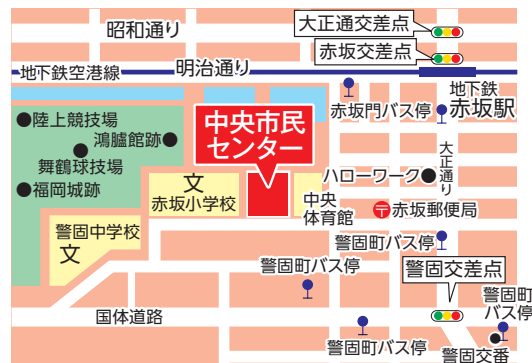 昭和通り
大正通交差点
赤坂交差点
地下鉄空港線
明治通り
地下鉄
赤坂駅
赤坂門バス停
陸上競技場
鴻臚館跡
舞鶴球技場
福岡城跡
中央市民
センター
文
赤坂小学校
中央
体育館
ハローワーク
大正通り
〒赤坂郵便局
警固中学校
文
警固町バス停
警固町バス停
警固交差点
国体道路
警固町
バス停
警固町バス停
警固交番